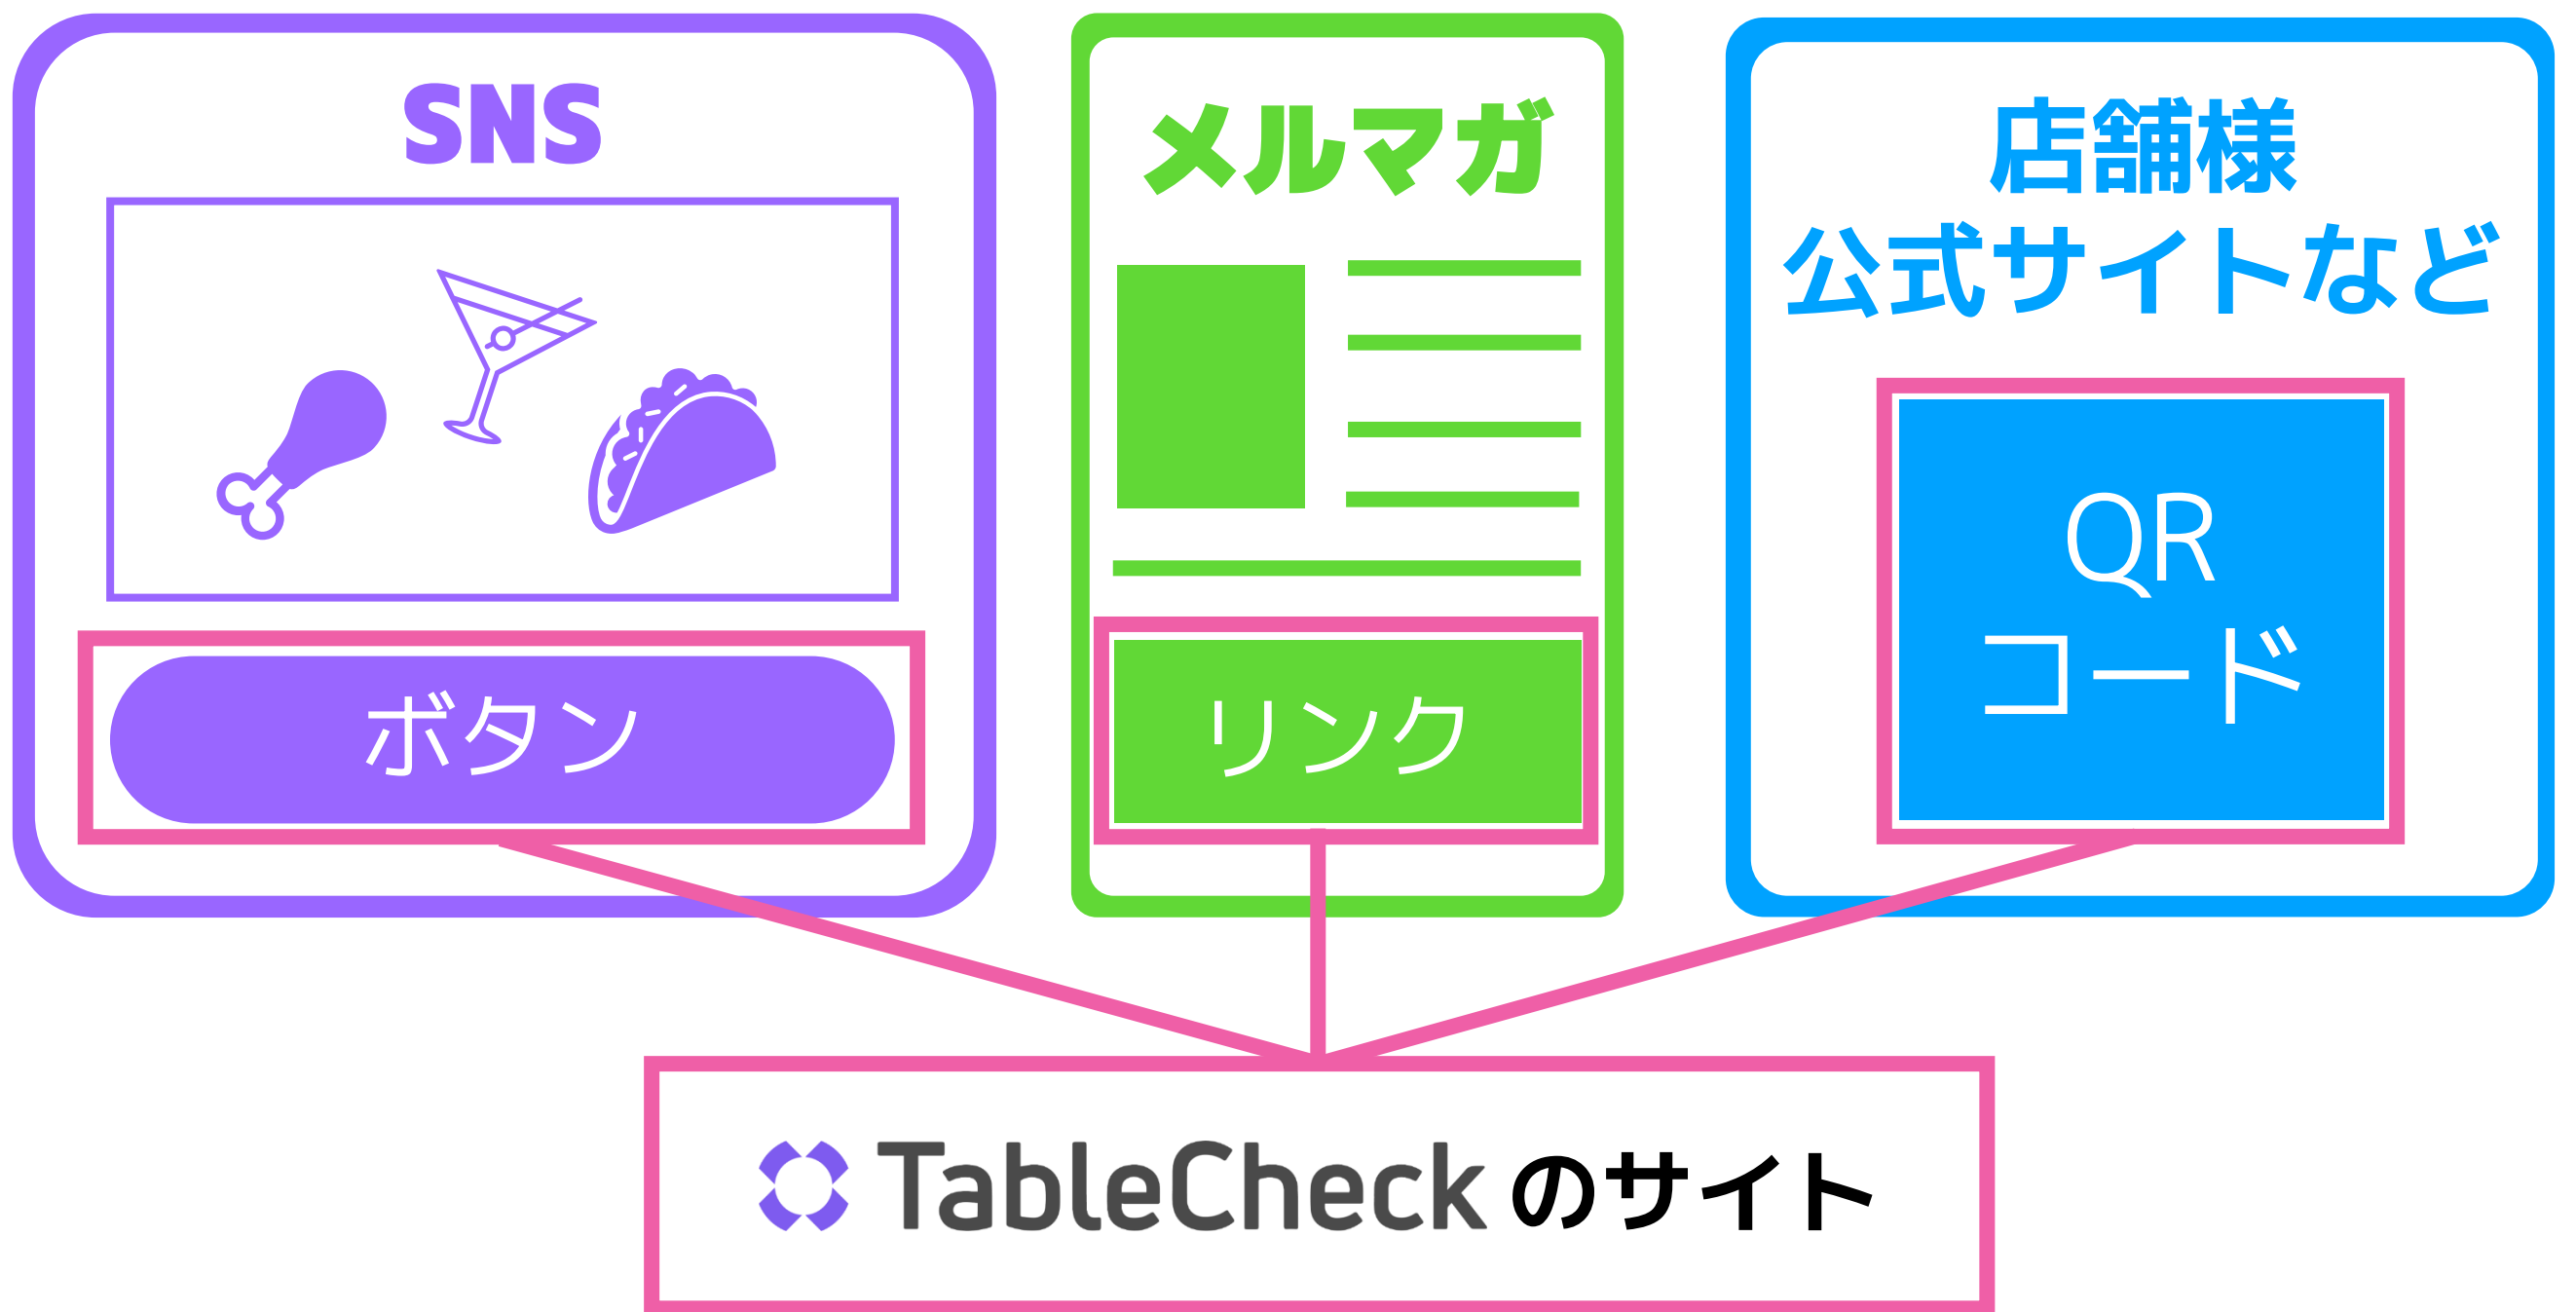 SNS
ボタン
メルマガ
リンク
店舗様
公式サイトなど
QR
コード
TableCheck のサイト